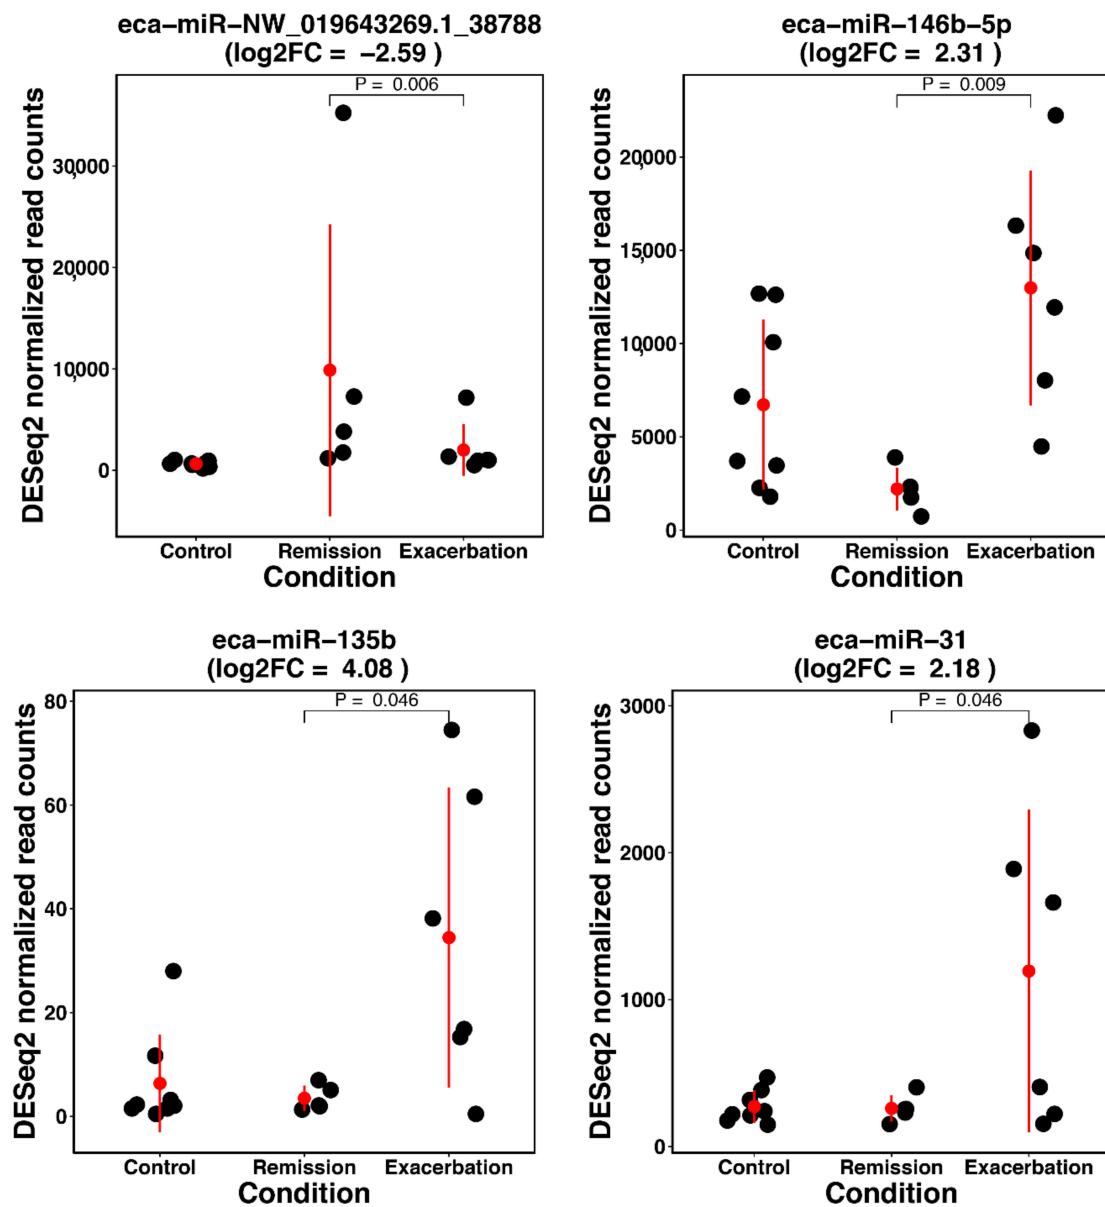 eca-miR-NW_019643269.1_38788
(log2FC = -2.59 )
P = 0.006
DESeq2 normalized read counts
30,000
20,000
10,000
0
Control Remission Exacerbation
Condition
eca-miR-146b-5p
(log2FC = 2.31 )
P = 0.009
DESeq2 normalized read counts
20,000
15,000
10,000
5000
0
Control Remission Exacerbation
Condition
eca-miR-135b
(log2FC = 4.08 )
P = 0.046
DESeq2 normalized read counts
80
60
40
20
0
Control Remission Exacerbation
Condition
eca-miR-31
(log2FC = 2.18 )
P = 0.046
DESeq2 normalized read counts
3000
2000
1000
0
Control Remission Exacerbation
Condition